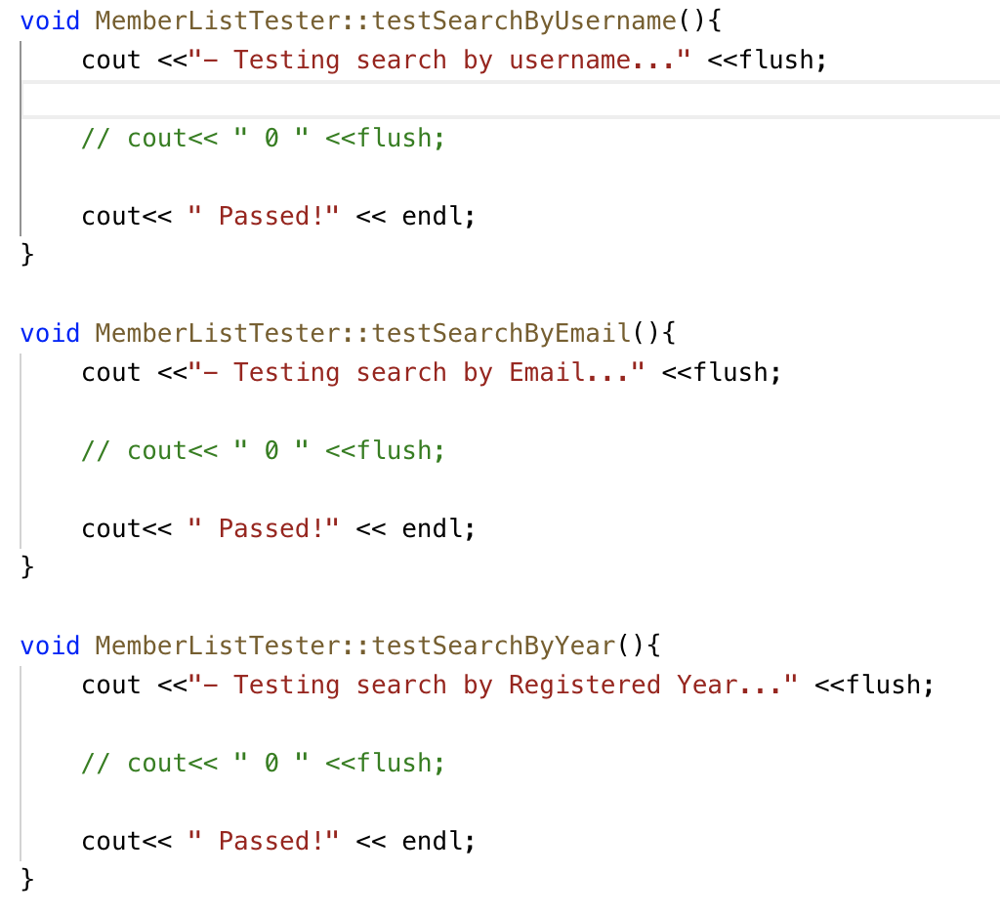 void MemberListTester::testSearchByUsername(){
    cout <<"- Testing search by username..." <<flush;
    // cout<< " 0 " <<flush;
    cout<< " Passed!" << endl;
}
void MemberListTester::testSearchByEmail(){
    cout <<"- Testing search by Email..." <<flush;
    // cout<< " 0 " <<flush;
    cout<< " Passed!" << endl;
}
void MemberListTester::testSearchByYear(){
    cout <<"- Testing search by Registered Year..." <<flush;
    // cout<< " 0 " <<flush;
    cout<< " Passed!" << endl;
}